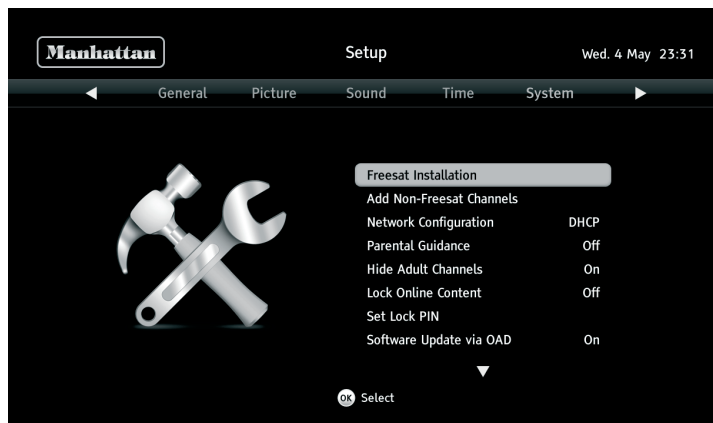 Manhattan Setup Wed. 4 May 23:31
General Picture Sound Time System
Freesat Installation
Add Non-Freesat Channels
Network Configuration DHCP
Parental Guidance Off
Hide Adult Channels On
Lock Online Content Off
Set Lock PIN
Software Update via OAD On
OK Select